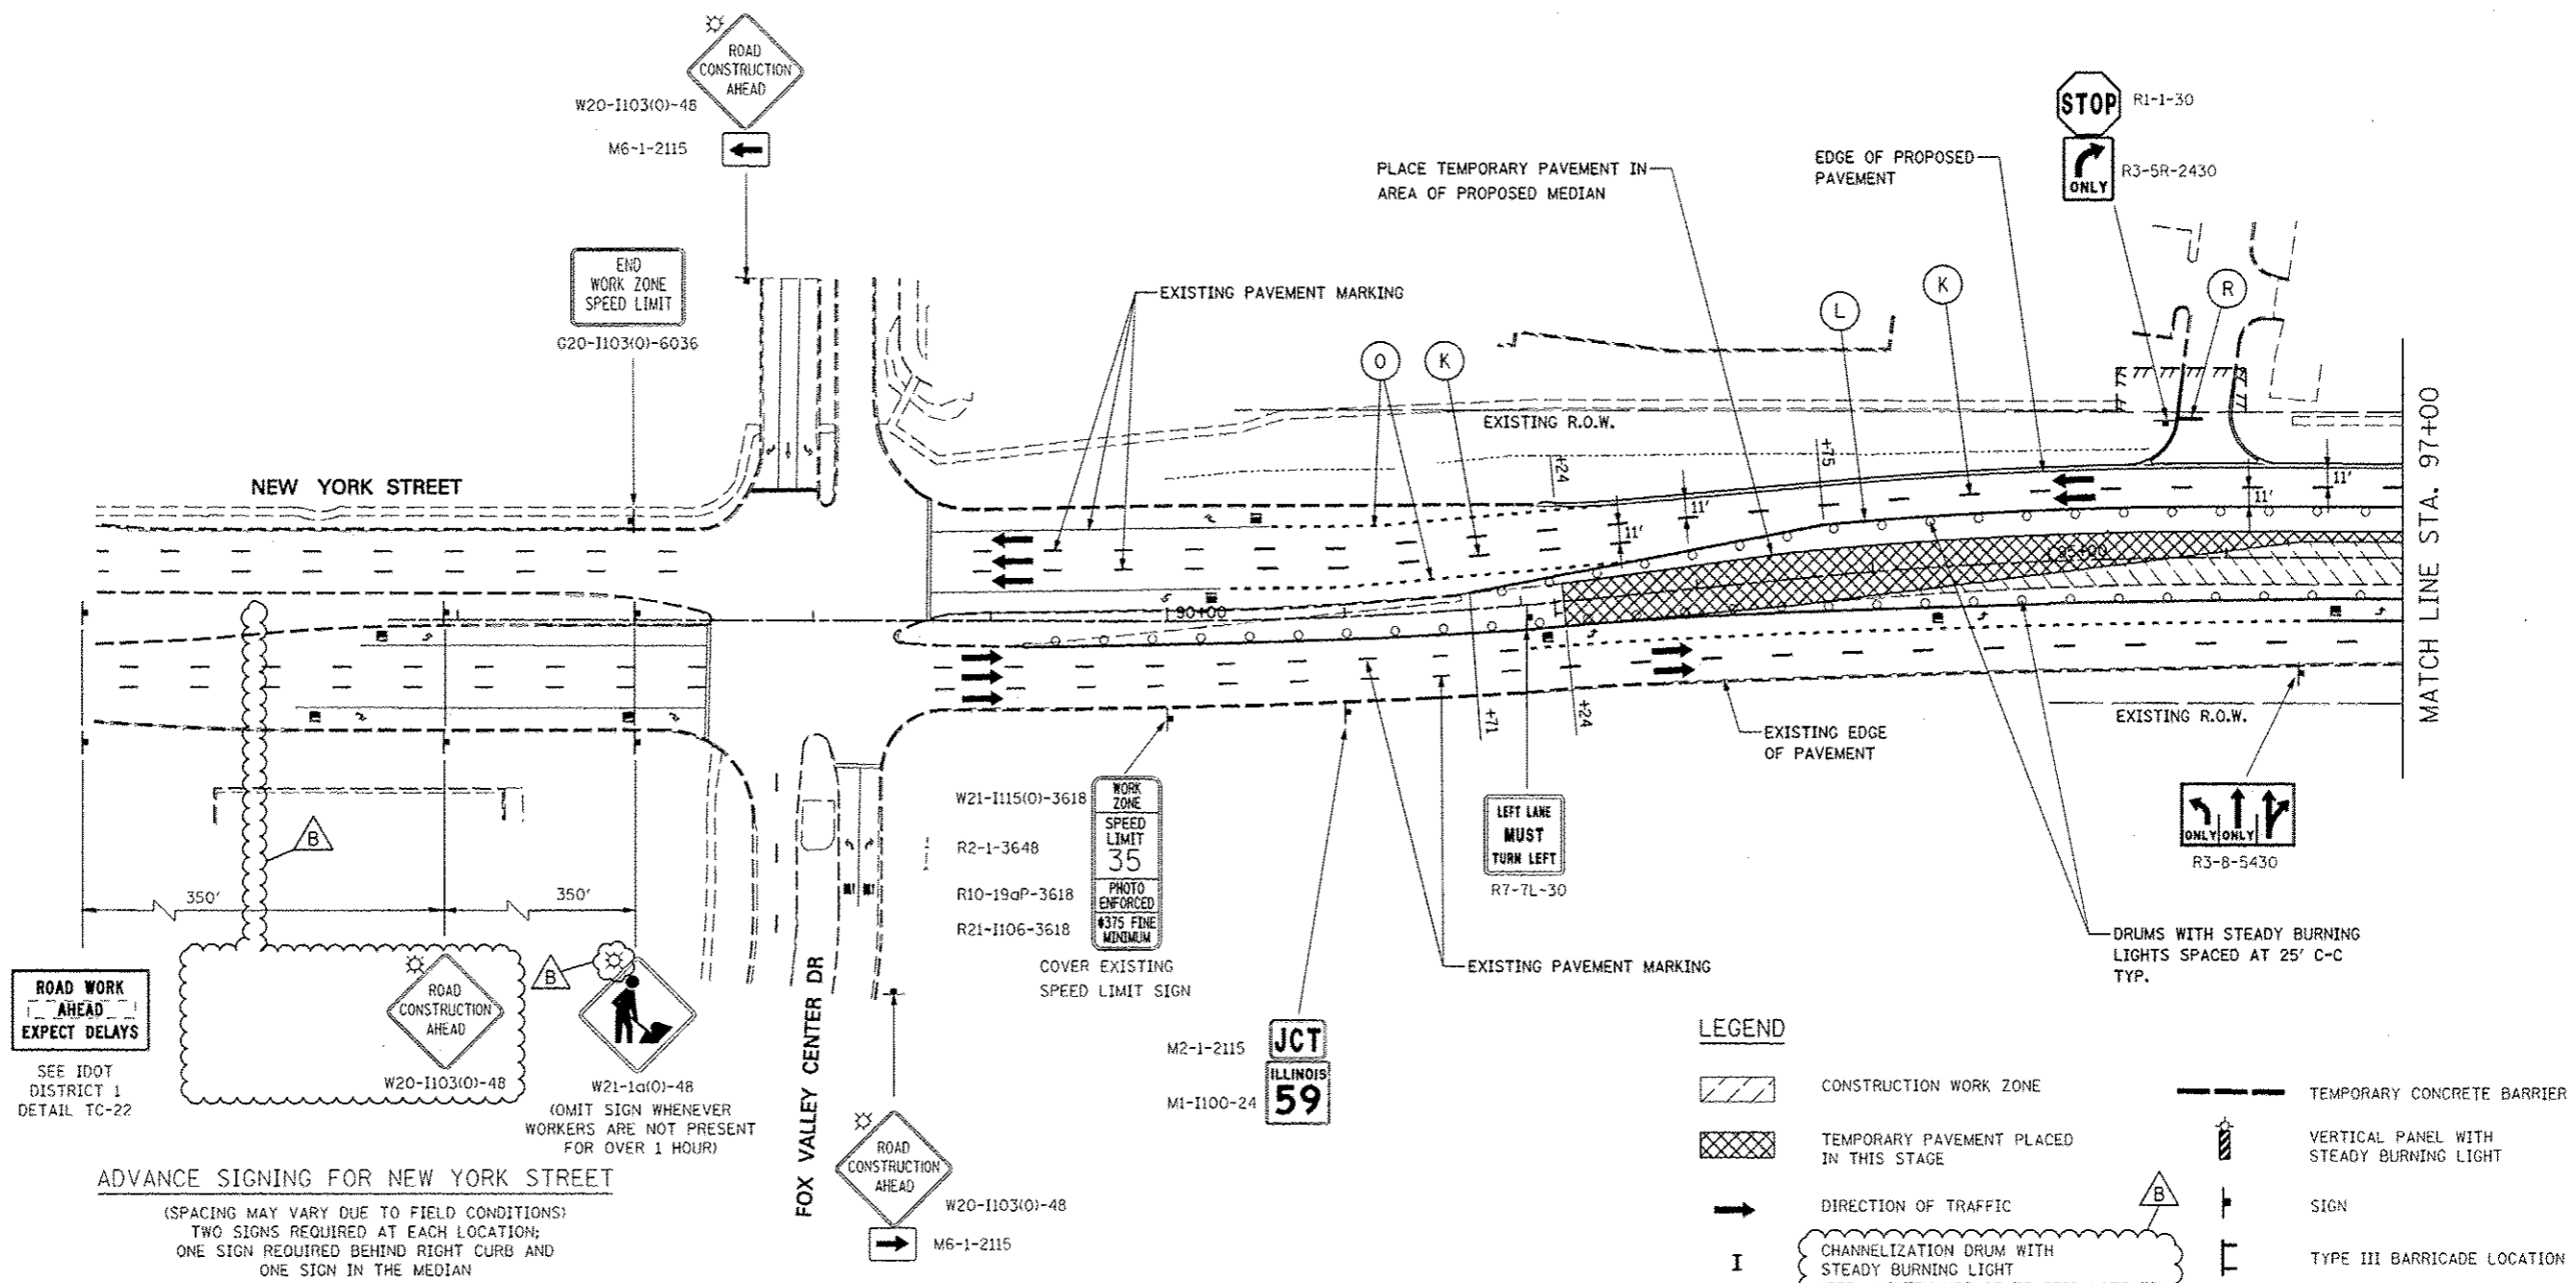 ROAD
CONSTRUCTION
AHEAD
W20-I103(O)-48
M6-1-2115
END
WORK ZONE
SPEED LIMIT
G20-I103(O)-6036
NEW YORK STREET
EXISTING PAVEMENT MARKING
PLACE TEMPORARY PAVEMENT IN
AREA OF PROPOSED MEDIAN
EDGE OF PROPOSED
PAVEMENT
STOP
R1-1-30
ONLY
R3-5R-2430
O
K
L
K
R
EXISTING R.O.W.
+24
+75
11'
11'
11'
11'
90+00
95+00
+71
+24
MATCH LINE STA. 97+00
EXISTING EDGE
OF PAVEMENT
EXISTING R.O.W.
ONLY ONLY
R3-8-5430
LEFT LANE
MUST
TURN LEFT
R7-7L-30
W21-I115(O)-3618
WORK
ZONE
R2-1-3648
SPEED
LIMIT
35
R10-19aP-3618
PHOTO
ENFORCED
R21-I106-3618
$375 FINE
MINIMUM
COVER EXISTING
SPEED LIMIT SIGN
EXISTING PAVEMENT MARKING
DRUMS WITH STEADY BURNING
LIGHTS SPACED AT 25' C-C
TYP.
M2-1-2115
JCT
M1-I100-24
ILLINOIS
59
B
350'
350'
ROAD WORK
AHEAD
EXPECT DELAYS
SEE IDOT
DISTRICT 1
DETAIL TC-22
ROAD
CONSTRUCTION
AHEAD
W20-I103(O)-48
B
W21-1a(O)-48
(OMIT SIGN WHENEVER
WORKERS ARE NOT PRESENT
FOR OVER 1 HOUR)
FOX VALLEY CENTER DR
ROAD
CONSTRUCTION
AHEAD
W20-I103(O)-48
M6-1-2115
ADVANCE SIGNING FOR NEW YORK STREET
(SPACING MAY VARY DUE TO FIELD CONDITIONS)
TWO SIGNS REQUIRED AT EACH LOCATION;
ONE SIGN REQUIRED BEHIND RIGHT CURB AND
ONE SIGN IN THE MEDIAN
LEGEND
CONSTRUCTION WORK ZONE
TEMPORARY PAVEMENT PLACED
IN THIS STAGE
DIRECTION OF TRAFFIC
B
CHANNELIZATION DRUM WITH
STEADY BURNING LIGHT
TEMPORARY CONCRETE BARRIER
VERTICAL PANEL WITH
STEADY BURNING LIGHT
SIGN
TYPE III BARRICADE LOCATION